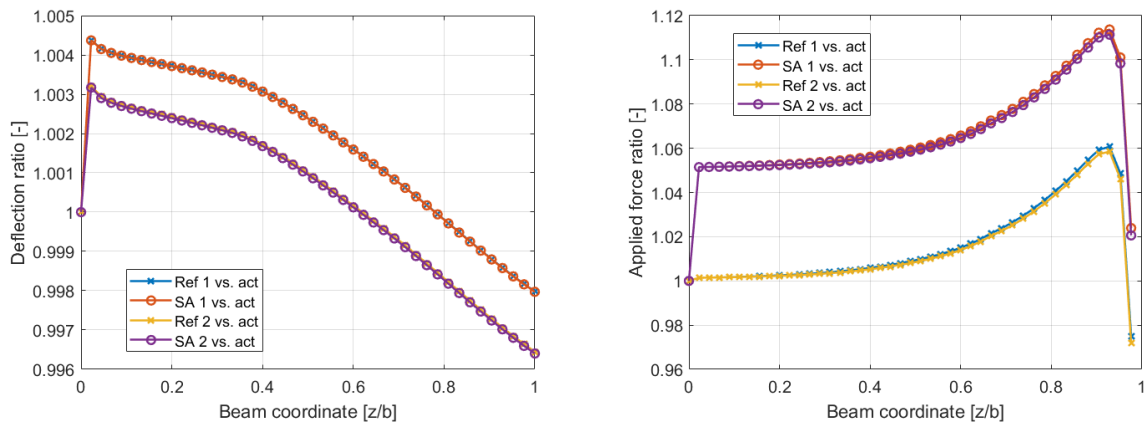 1.005
1.004
1.003
1.002
1.001
1
0.999
0.998
0.997
0.996
Deflection ratio [-]
Ref 1 vs. act
SA 1 vs. act
Ref 2 vs. act
SA 2 vs. act
0 0.2 0.4 0.6 0.8 1
Beam coordinate [z/b]
1.12
1.1
1.08
1.06
1.04
1.02
1
0.98
0.96
Applied force ratio [-]
Ref 1 vs. act
SA 1 vs. act
Ref 2 vs. act
SA 2 vs. act
0 0.2 0.4 0.6 0.8 1
Beam coordinate [z/b]